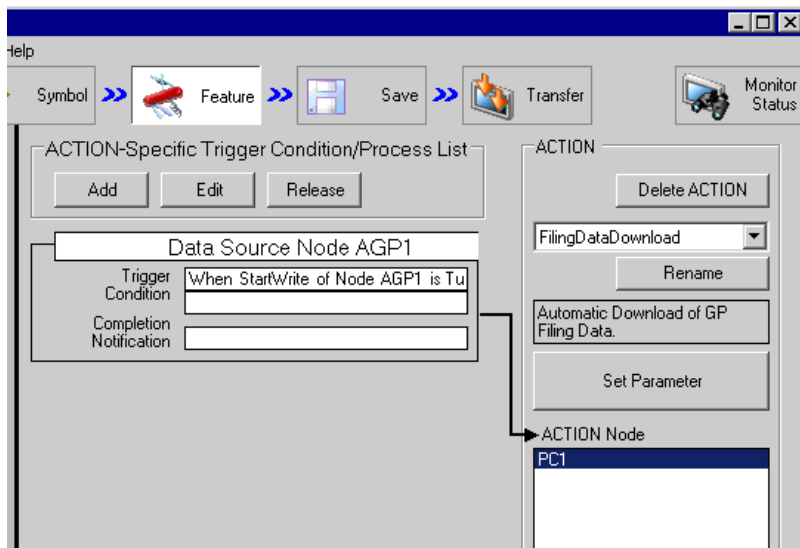 Help
Symbol
Feature
Save
Transfer
Monitor
Status
ACTION-Specific Trigger Condition/Process List
Add
Edit
Release
Data Source Node AGP1
Trigger
Condition
When StartWrite of Node AGP1 is Tu
Completion
Notification
ACTION
Delete ACTION
FilingDataDownload
Rename
Automatic Download of GP
Filing Data.
Set Parameter
ACTION Node
PC1